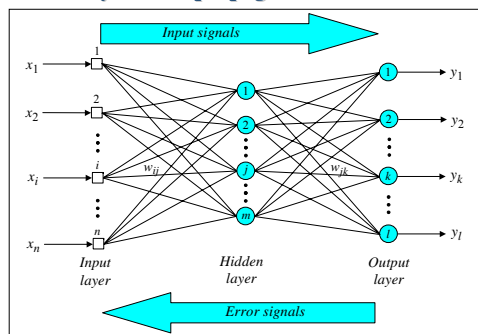 Input signals
1
x1
1
1
y1
2
x2
2
2
y2
i
xi
wij
j
wjk
k
yk
n
xn
m
l
yl
Input layer
Hidden layer
Output layer
Error signals